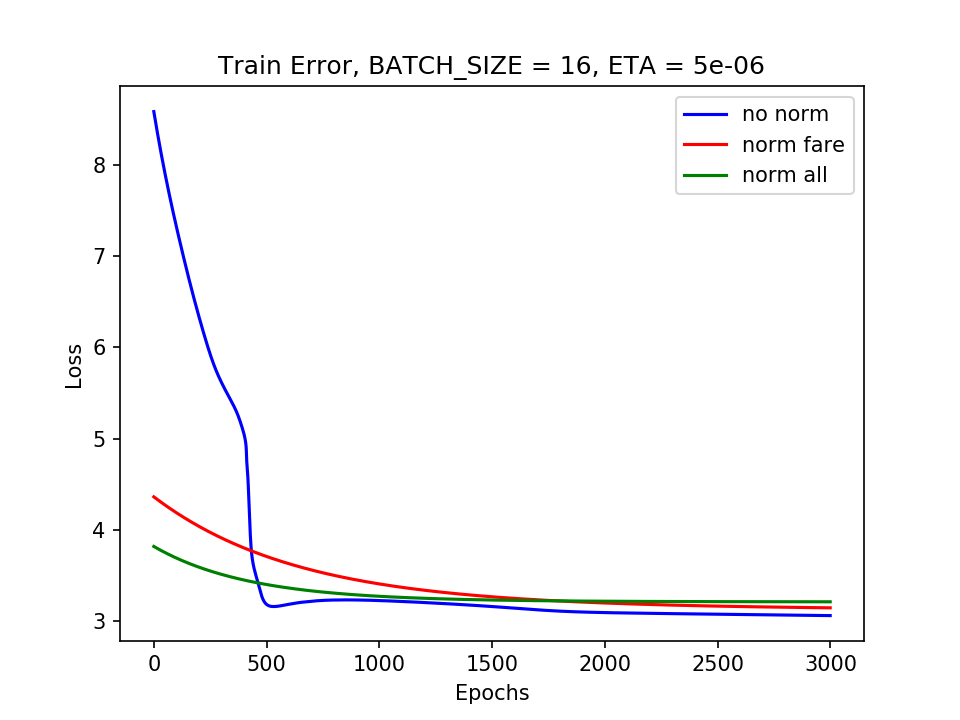 Train Error, BATCH_SIZE = 16, ETA = 5e-06
no norm
norm fare
norm all
8
7
6
5
4
3
Loss
0 500 1000 1500 2000 2500 3000
Epochs